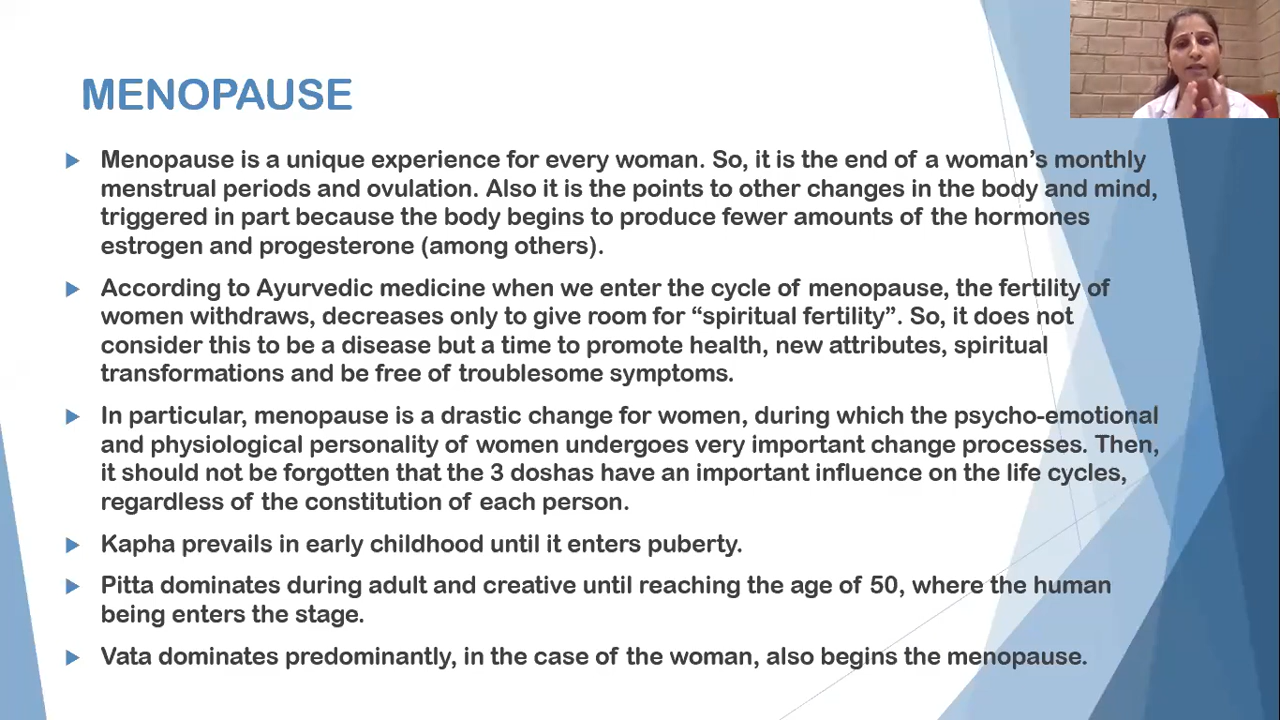 MENOPAUSE
Menopause is a unique experience for every woman. So, it is the end of a woman’s monthly
menstrual periods and ovulation. Also it is the points to other changes in the body and mind,
triggered in part because the body begins to produce fewer amounts of the hormones
estrogen and progesterone (among others).
According to Ayurvedic medicine when we enter the cycle of menopause, the fertility of
women withdraws, decreases only to give room for “spiritual fertility”. So, it does not
consider this to be a disease but a time to promote health, new attributes, spiritual
transformations and be free of troublesome symptoms.
In particular, menopause is a drastic change for women, during which the psycho-emotional
and physiological personality of women undergoes very important change processes. Then,
it should not be forgotten that the 3 doshas have an important influence on the life cycles,
regardless of the constitution of each person.
Kapha prevails in early childhood until it enters puberty.
Pitta dominates during adult and creative until reaching the age of 50, where the human
being enters the stage.
Vata dominates predominantly, in the case of the woman, also begins the menopause.